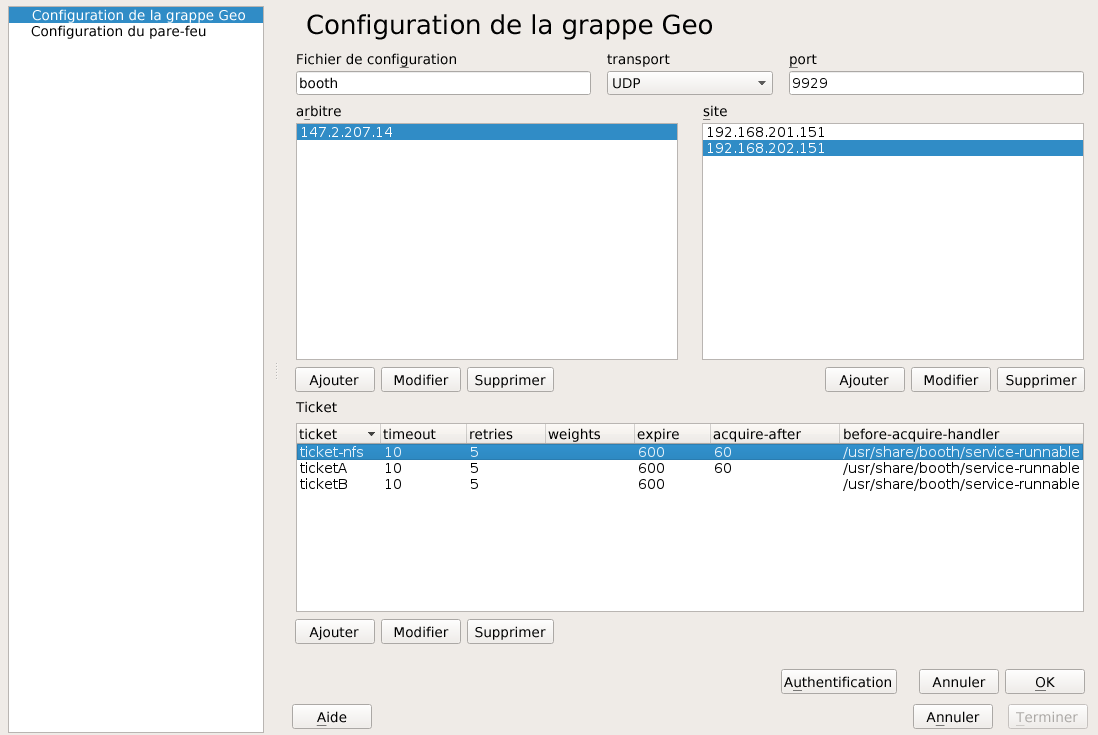 Configuration de la grappe Geo
Configuration du pare-feu
Configuration de la grappe Geo
Fichier de configuration transport port
booth UDP 9929
arbitre site
147.2.207.14 192.168.201.151
192.168.202.151
Ajouter Modifier Supprimer Ajouter Modifier Supprimer
Ticket
ticket timeout retries weights expire acquire-after before-acquire-handler
ticket-nfs 10 5 600 60 /usr/share/booth/service-runnable
ticketA 10 5 600 60 /usr/share/booth/service-runnable
ticketB 10 5 600 /usr/share/booth/service-runnable
Ajouter Modifier Supprimer
Authentification Annuler OK
Aide Annuler Terminer